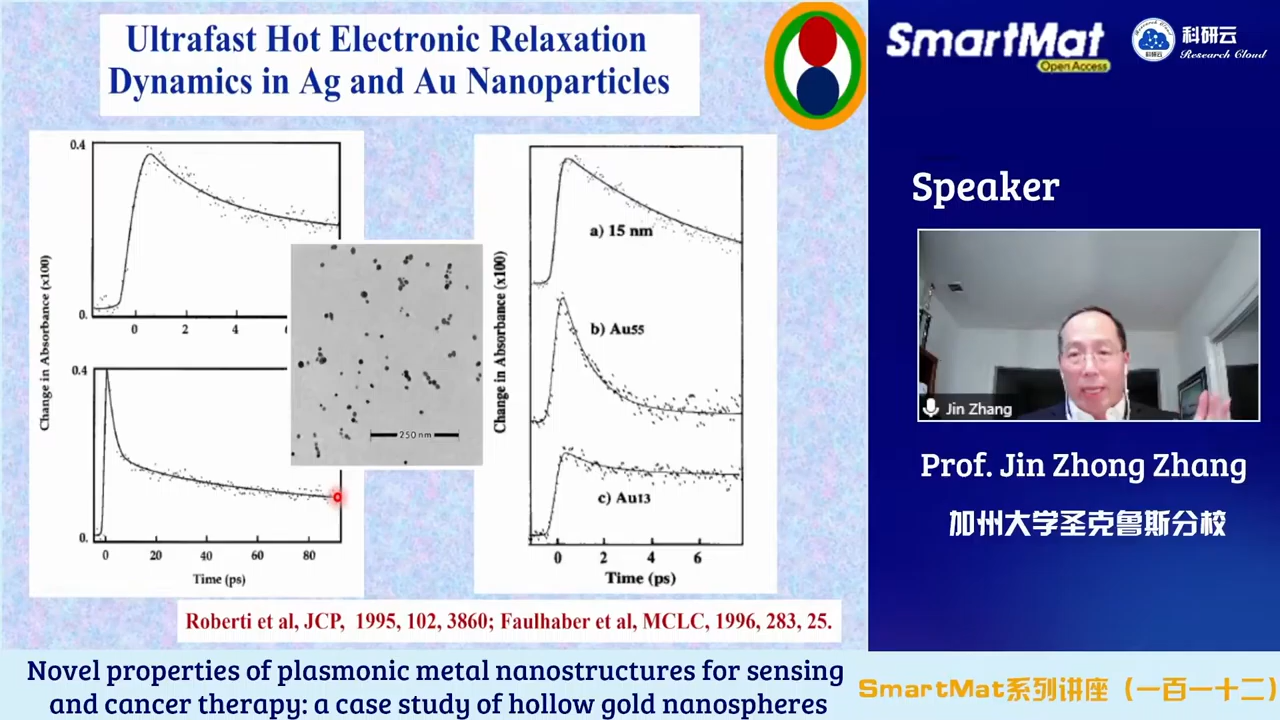 Ultrafast Hot Electronic Relaxation
Dynamics in Ag and Au Nanoparticles
0.4
Change in Absorbance (x100)
0.
0 2 4
250 nm
0.4
0.
0 20 40 60 80
Time (ps)
Change in Absorbance (x100)
a) 15 nm
b) Au55
c) Au13
0 2 4 6
Time (ps)
Roberti et al, JCP, 1995, 102, 3860; Faulhaber et al, MCLC, 1996, 283, 25.
Novel properties of plasmonic metal nanostructures for sensing
and cancer therapy: a case study of hollow gold nanospheres
SmartMat
Open Access
科研云
Research Cloud
Speaker
Jin Zhang
Prof. Jin Zhong Zhang
加州大学圣克鲁斯分校
SmartMat系列讲座（一百一十二）